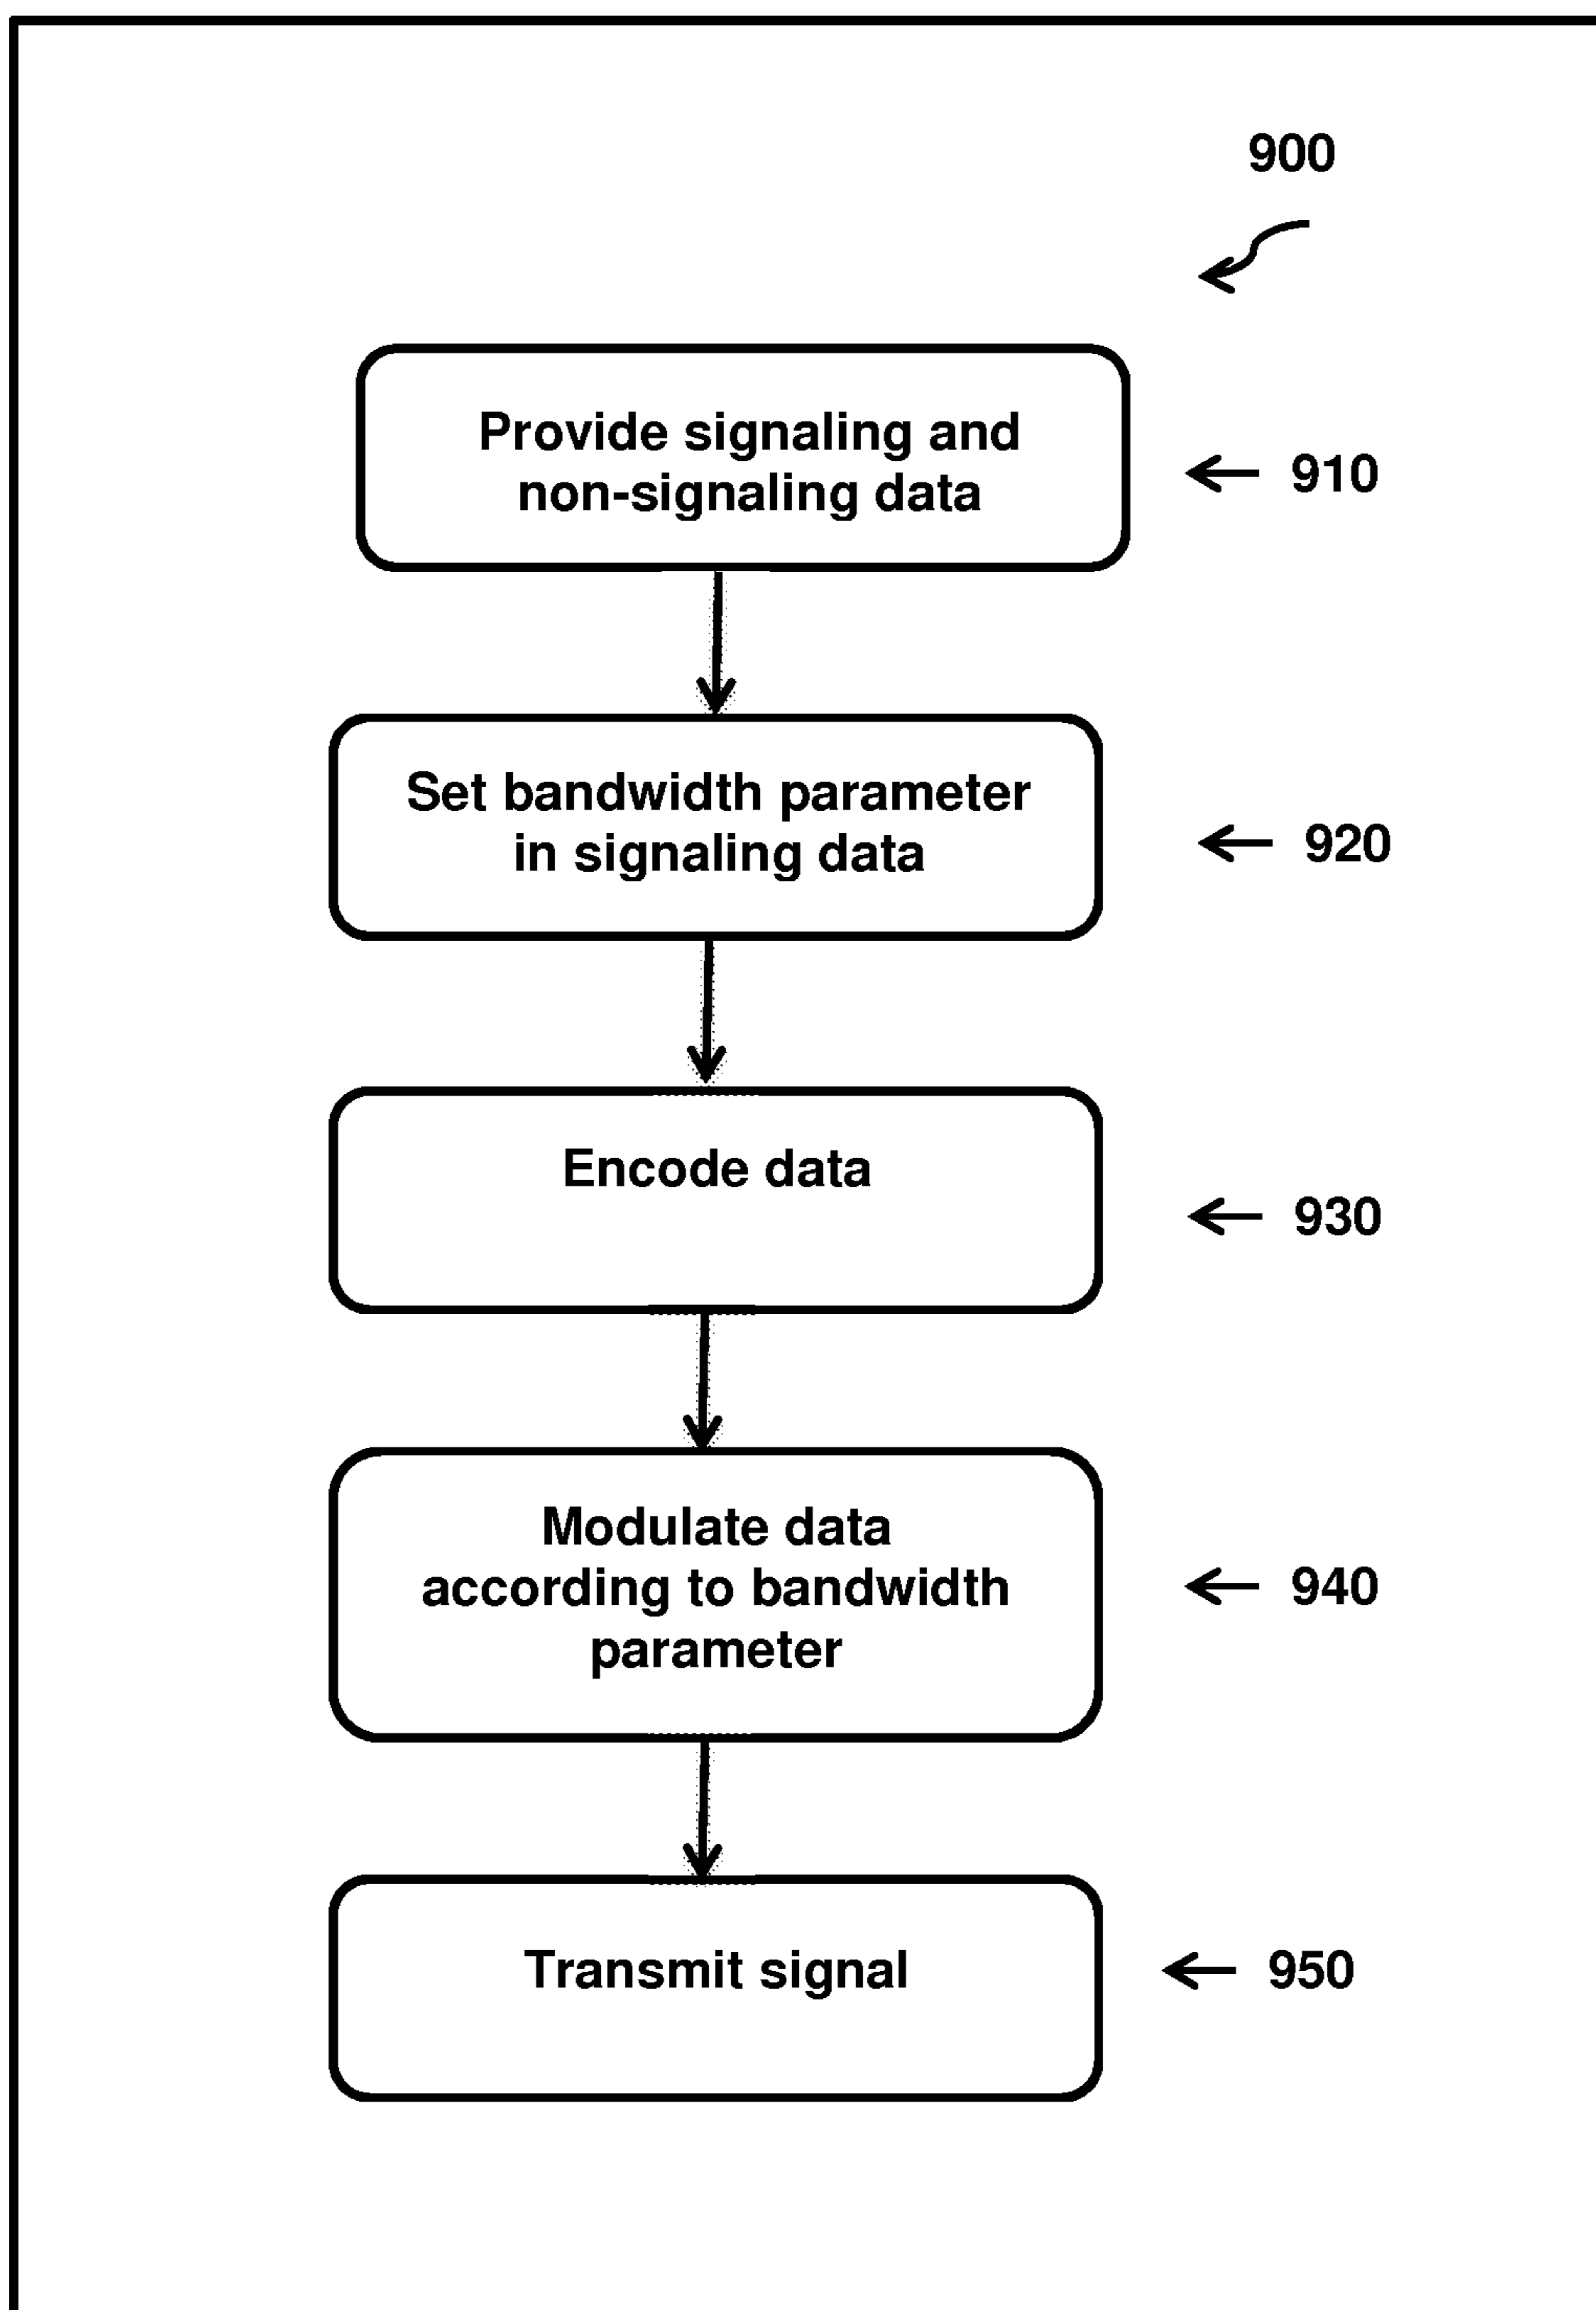 900
Provide signaling and
non-signaling data
910
Set bandwidth parameter
in signaling data
920
Encode data
930
Modulate data
according to bandwidth
parameter
940
Transmit signal
950